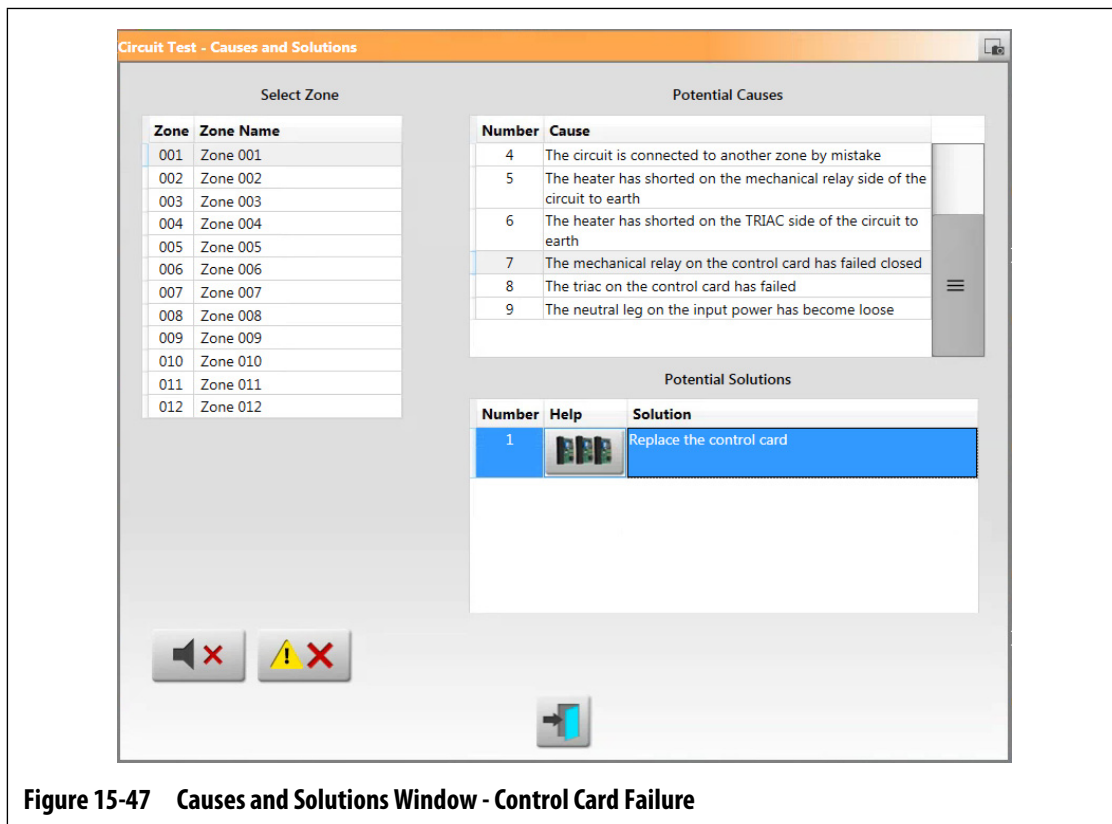 Circuit Test - Causes and Solutions
Select Zone
Zone Zone Name
001 Zone 001
002 Zone 002
003 Zone 003
004 Zone 004
005 Zone 005
006 Zone 006
007 Zone 007
008 Zone 008
009 Zone 009
010 Zone 010
011 Zone 011
012 Zone 012
Potential Causes
Number Cause
4 The circuit is connected to another zone by mistake
5 The heater has shorted on the mechanical relay side of the
circuit to earth
6 The heater has shorted on the TRIAC side of the circuit to
earth
7 The mechanical relay on the control card has failed closed
8 The triac on the control card has failed
9 The neutral leg on the input power has become loose
Potential Solutions
Number Help Solution
1 Replace the control card
Figure 15-47 Causes and Solutions Window - Control Card Failure